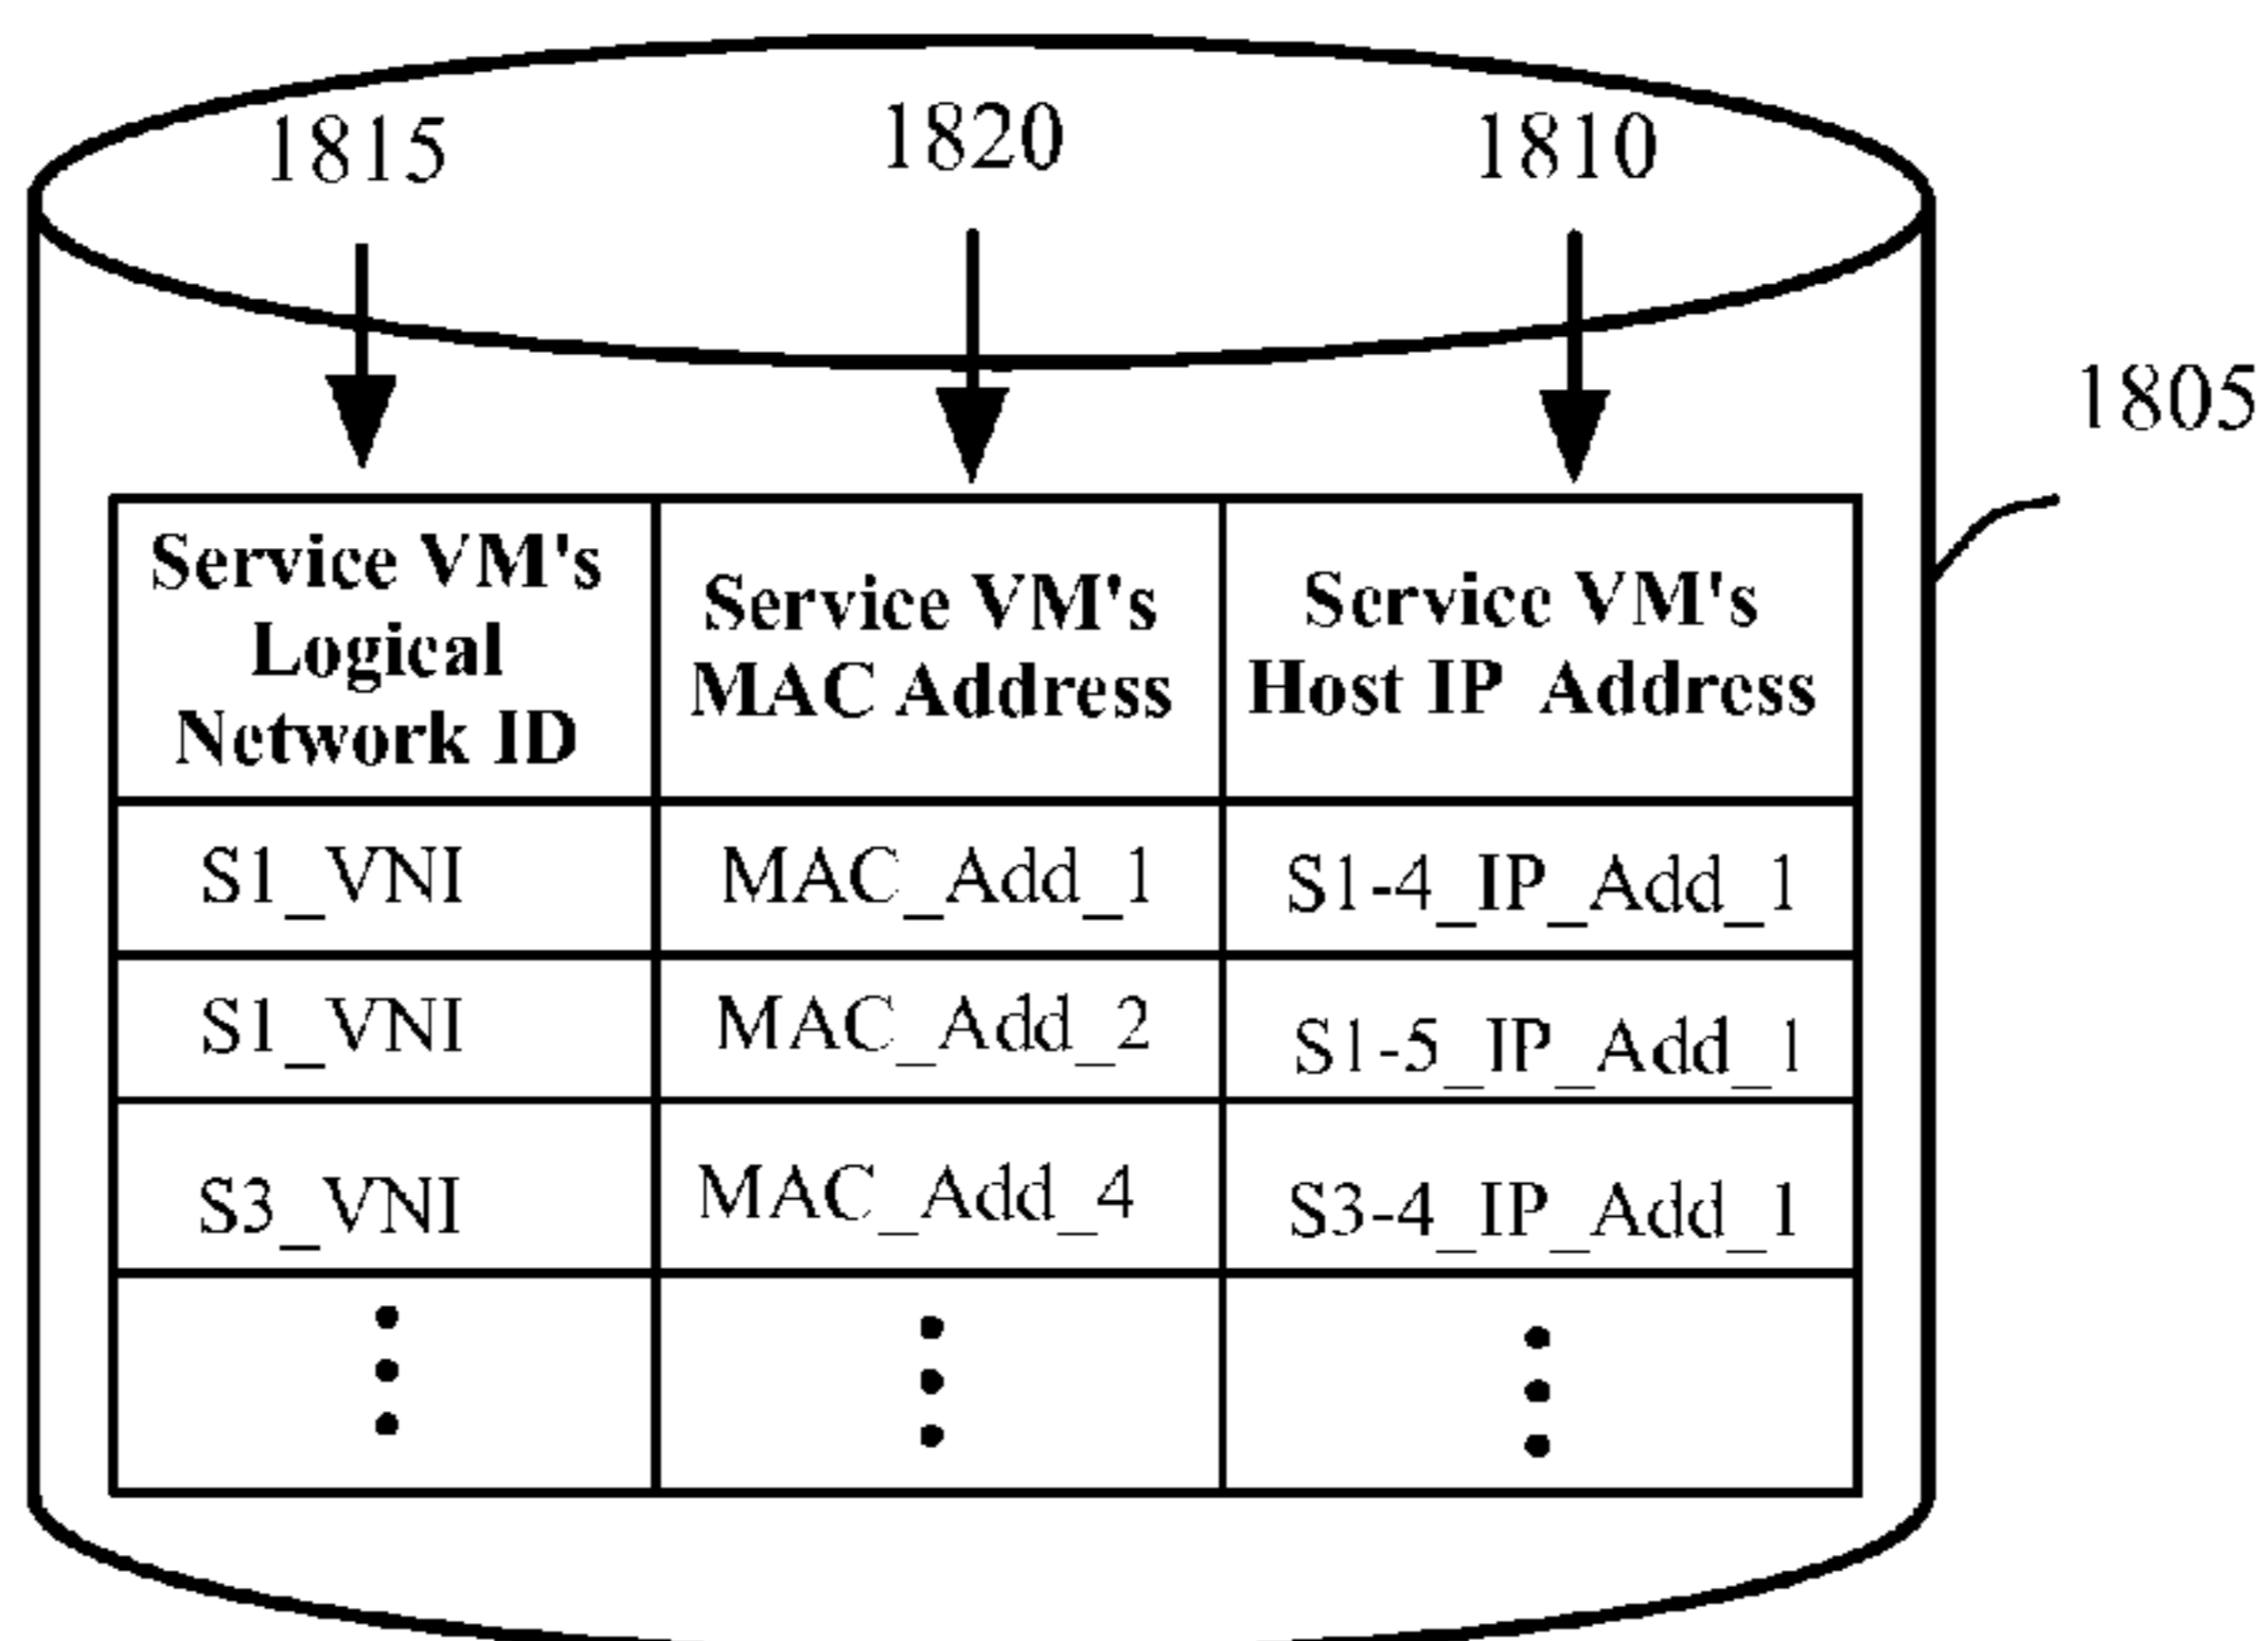 1815 1820 1810
1805
Service VM's
Logical
Network ID
Service VM's
MAC Address
Service VM's
Host IP Address
S1_VNI MAC_Add_1 S1-4_IP_Add_1
S1_VNI MAC_Add_2 S1-5_IP_Add_1
S3_VNI MAC_Add_4 S3-4_IP_Add_1